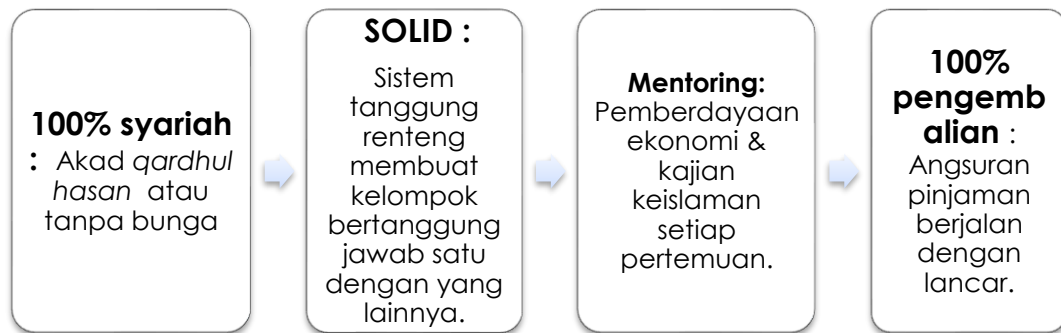 100% syariah
: Akad qardhul
hasan atau
tanpa bunga
SOLID :
Sistem
tanggung
renteng
membuat
kelompok
bertanggung
jawab satu
dengan yang
lainnya.
Mentoring:
Pemberdayaan
ekonomi &
kajian
keislaman
setiap
pertemuan.
100%
pengemb
alian :
Angsuran
pinjaman
berjalan
dengan
lancar.